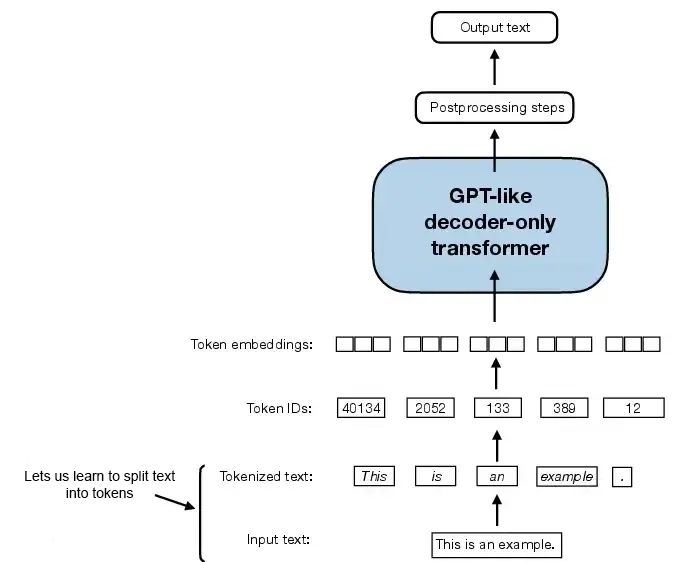 Output text
Postprocessing steps
GPT-like
decoder-only
transformer
Token embeddings:
Token IDs: 40134 2052 133 389 12
Lets us learn to split text
into tokens
Tokenized text: This is an example .
Input text: This is an example.